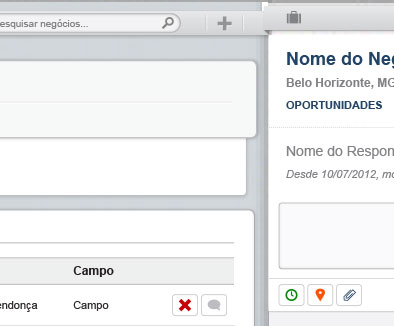 esquisar negócios...
Nome do Neg
Belo Horizonte, MG
OPORTUNIDADES
Nome do Respon
Desde 10/07/2012, mo
Campo
endonça Campo